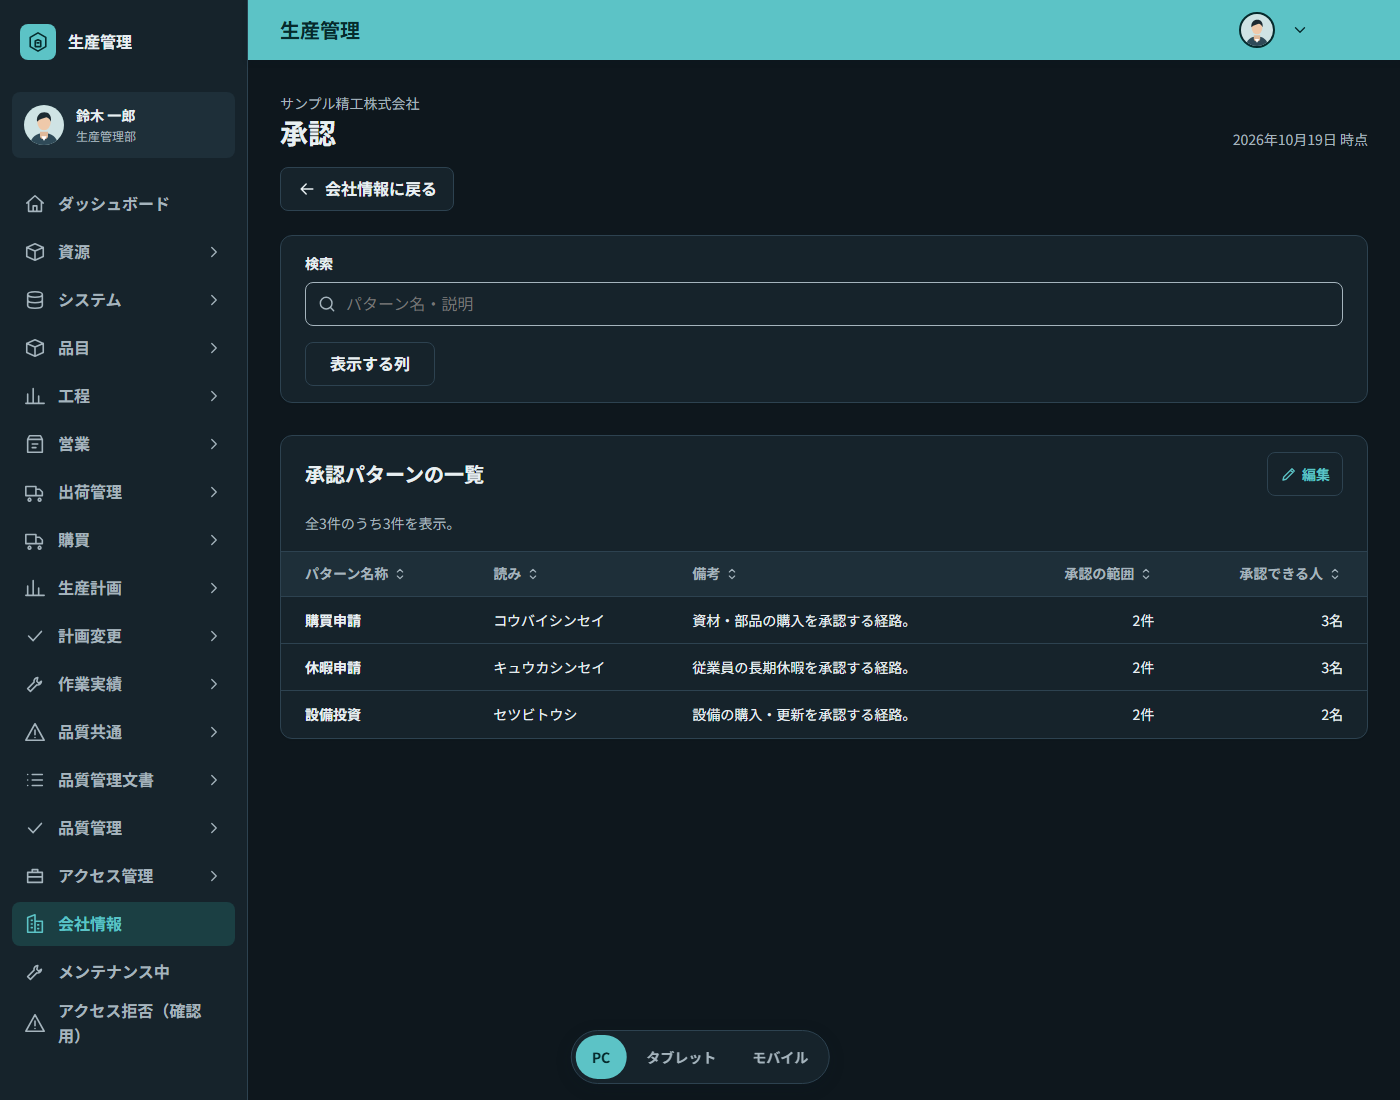 生産管理
鈴木 一郎
生産管理部
ダッシュボード
資源
システム
品目
工程
営業
出荷管理
購買
生産計画
計画変更
作業実績
品質共通
品質管理文書
品質管理
アクセス管理
会社情報
メンテナンス中
アクセス拒否（確認
用）
生産管理
サンプル精工株式会社
承認
2026年10月19日 時点
会社情報に戻る
検索
パターン名・説明
表示する列
承認パターンの一覧
編集
全3件のうち3件を表示。
パターン名称 読み 備考 承認の範囲 承認できる人
購買申請 コウバイシンセイ 資材・部品の購入を承認する経路。 2件 3名
休暇申請 キュウカシンセイ 従業員の長期休暇を承認する経路。 2件 3名
設備投資 セツビトウシ 設備の購入・更新を承認する経路。 2件 2名
PC タブレット モバイル